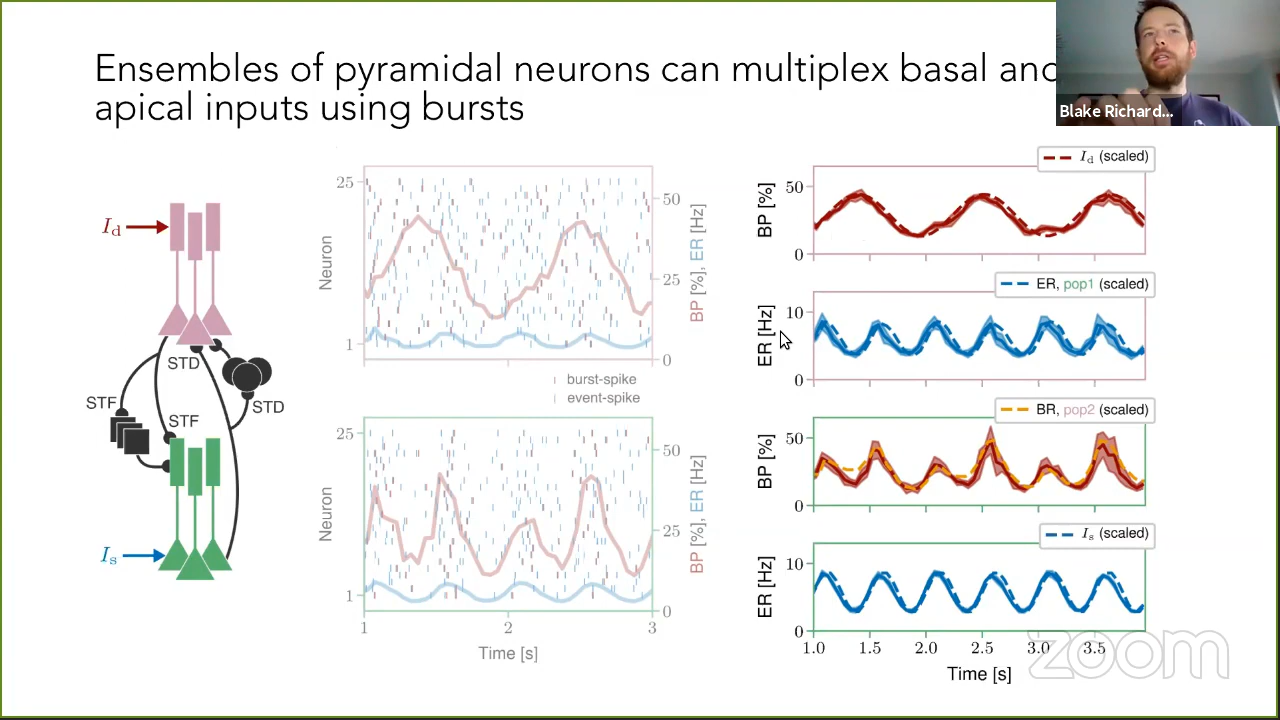 Ensembles of pyramidal neurons can multiplex basal and
apical inputs using bursts
Blake Richard...
Id
STD
STF
STF
STD
Is
25
1
Neuron
50
25
0
BP [%], ER [Hz]
burst-spike
event-spike
25
1
Neuron
50
25
0
BP [%], ER [Hz]
1
2
3
Time [s]
Id (scaled)
50
0
BP [%]
ER, pop1 (scaled)
10
0
ER [Hz]
BR, pop2 (scaled)
50
0
BP [%]
Is (scaled)
10
0
ER [Hz]
1.0 1.5 2.0 2.5 3.0 3.5
Time [s]
zoom